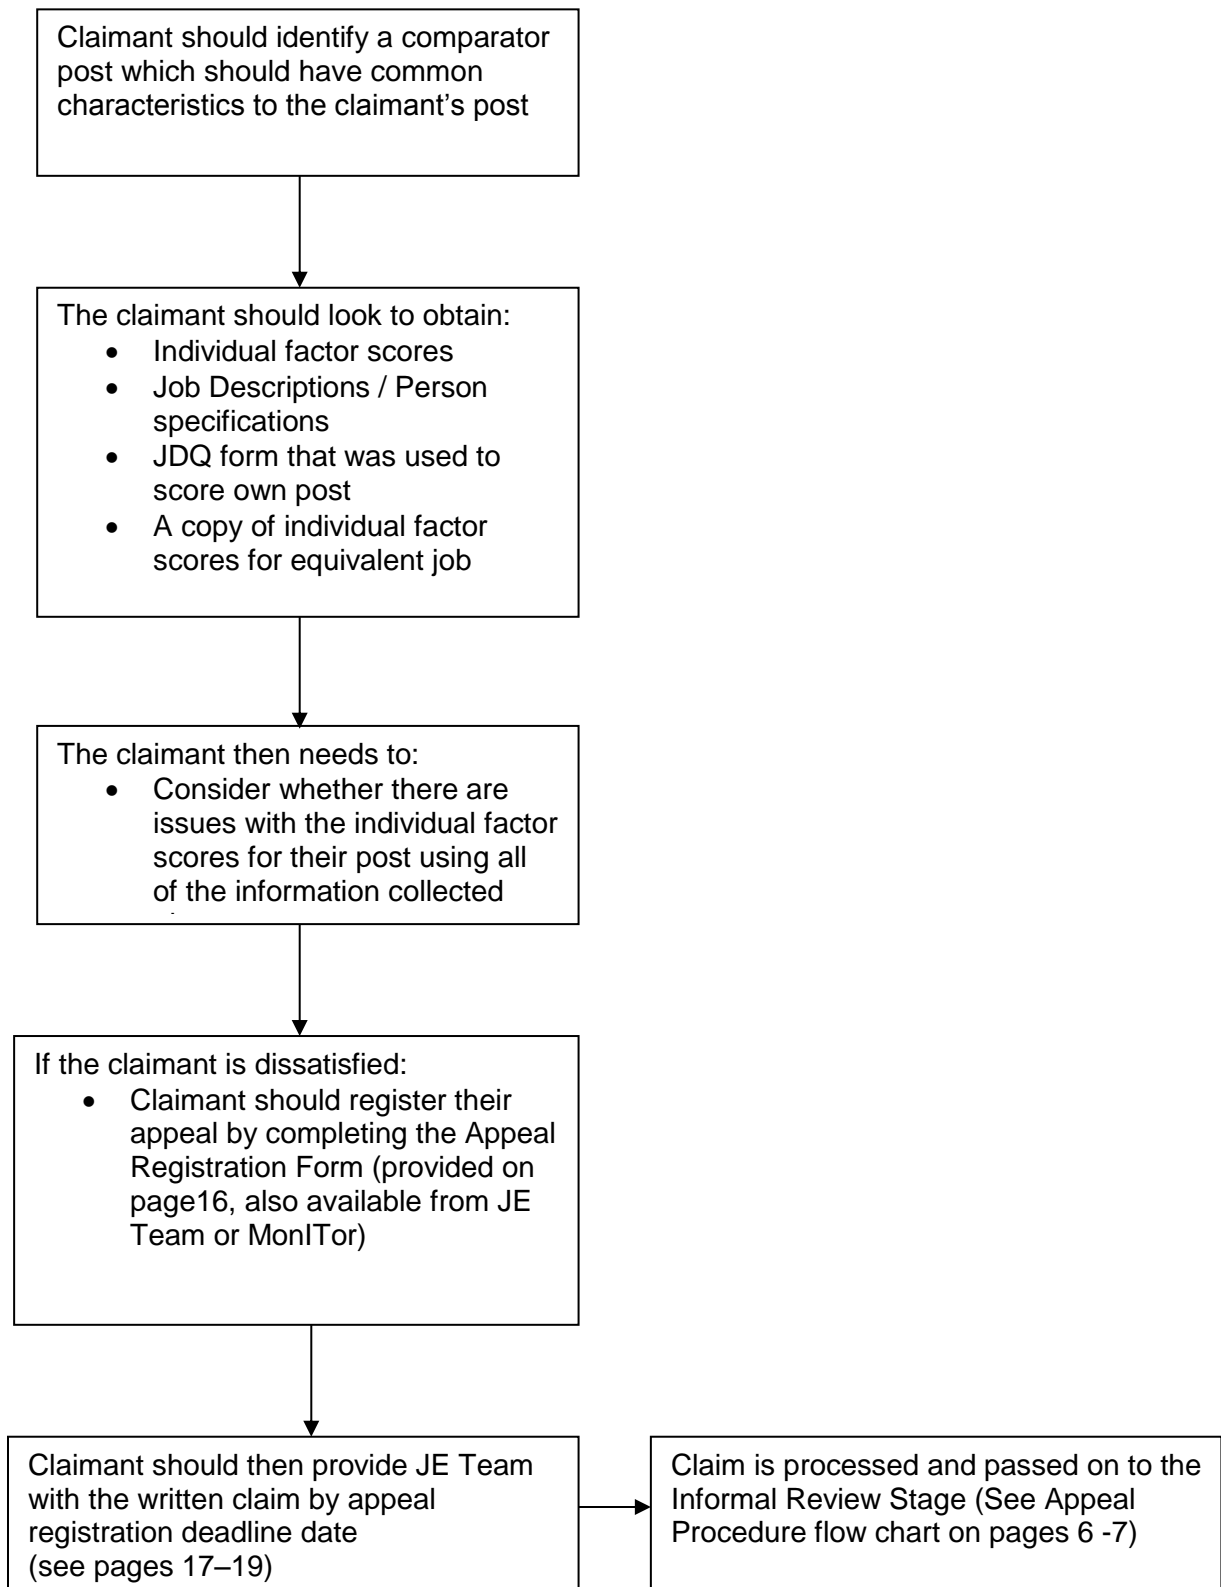 Claimant should identify a comparator
post which should have common
characteristics to the claimant’s post
The claimant should look to obtain:
• Individual factor scores
• Job Descriptions / Person
specifications
• JDQ form that was used to
score own post
• A copy of individual factor
scores for equivalent job
The claimant then needs to:
• Consider whether there are
issues with the individual factor
scores for their post using all
of the information collected
If the claimant is dissatisfied:
• Claimant should register their
appeal by completing the Appeal
Registration Form (provided on
page16, also available from JE
Team or MonITor)
Claimant should then provide JE Team
with the written claim by appeal
registration deadline date
(see pages 17–19)
Claim is processed and passed on to the
Informal Review Stage (See Appeal
Procedure flow chart on pages 6 -7)